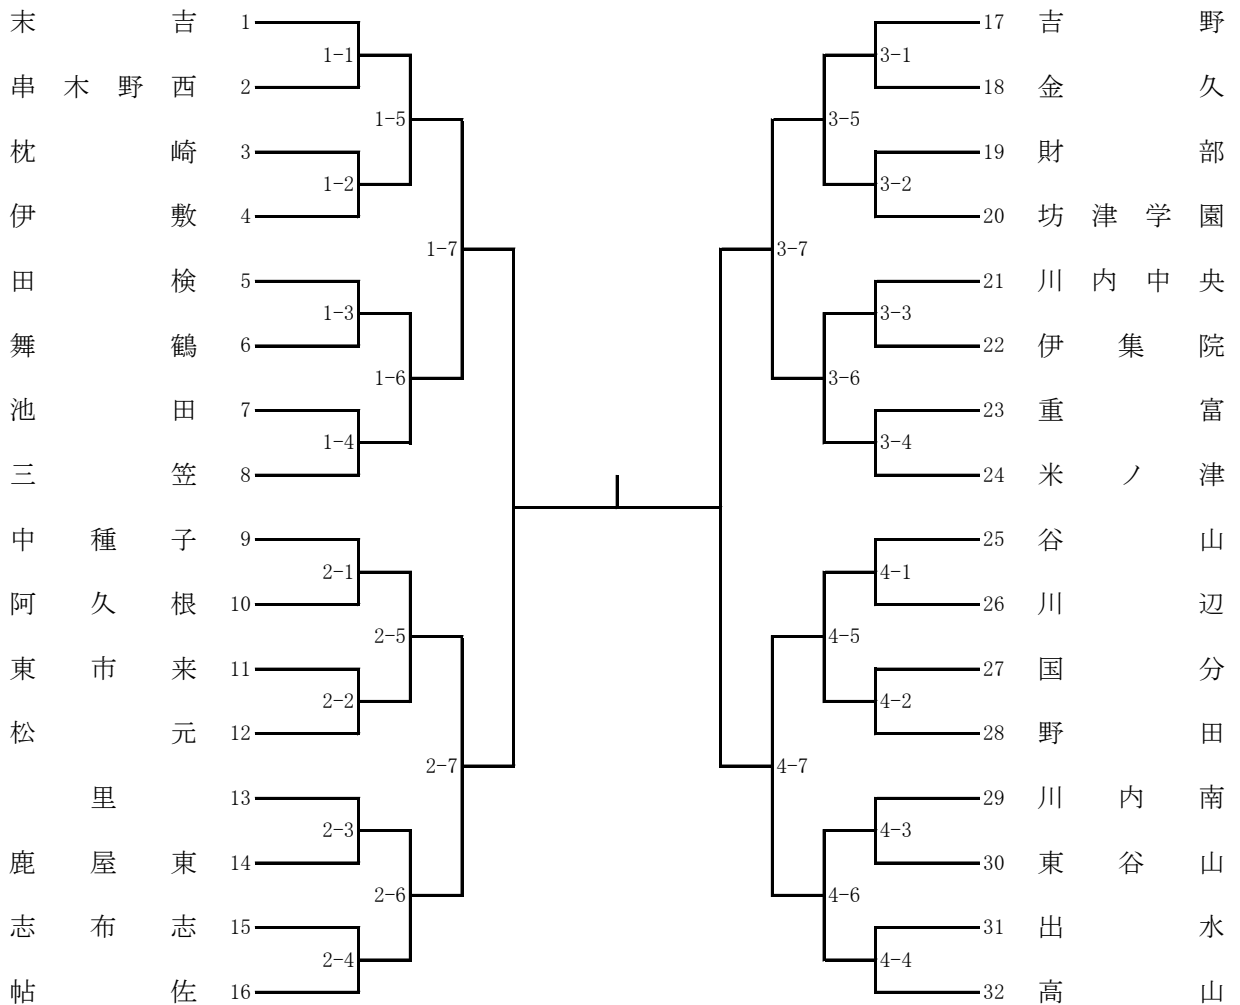 末吉 1 17 吉野
1-1 3-1
串木野西 2 18 金久
1-5 3-5
枕崎 3 19 財部
1-2 3-2
伊敷 4 20 坊津学園
1-7 3-7
田検 5 21 川内中央
1-3 3-3
舞鶴 6 22 伊集院
1-6 3-6
池田 7 23 重富
1-4 3-4
三笠 8 24 米ノ津
中種子 9 25 谷山
2-1 4-1
阿久根 10 26 川辺
2-5 4-5
東市来 11 27 国分
2-2 4-2
松元 12 28 野田
2-7 4-7
里 13 29 川内南
2-3 4-3
鹿屋東 14 30 東谷山
2-6 4-6
志布志 15 31 出水
2-4 4-4
帖佐 16 32 高山